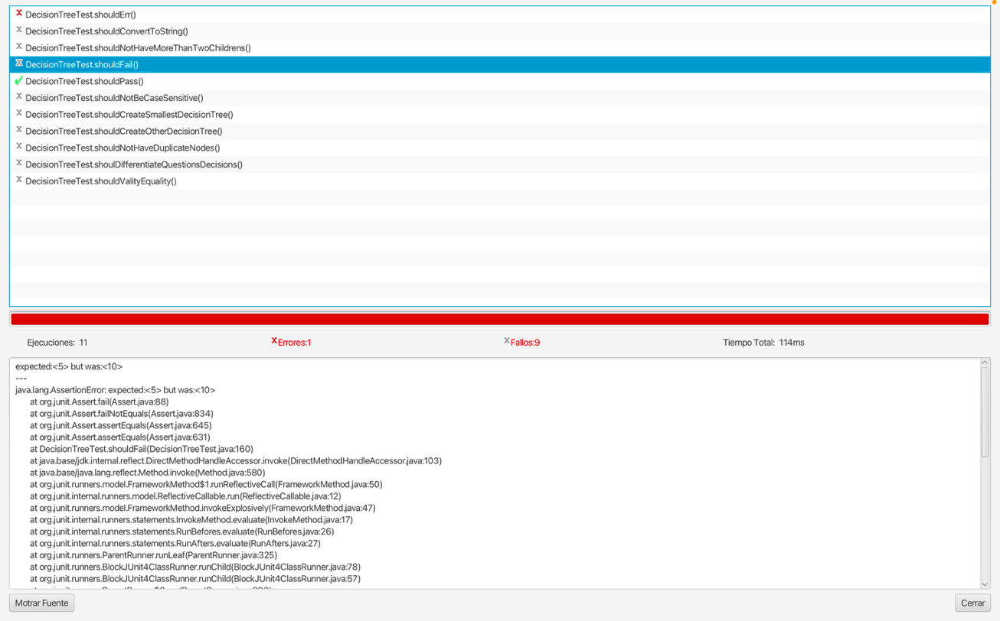 DecisionTreeTest.shouldErr()
DecisionTreeTest.shouldConvertToString()
DecisionTreeTest.shouldNotHaveMoreThanTwoChildrens()
DecisionTreeTest.shouldFail()
DecisionTreeTest.shouldPass()
DecisionTreeTest.shouldNotBeCaseSensitive()
DecisionTreeTest.shouldCreateSmallestDecisionTree()
DecisionTreeTest.shouldCreateOtherDecisionTree()
DecisionTreeTest.shouldNotHaveDuplicateNodes()
DecisionTreeTest.shoulDifferentiateQuestionsDecisions()
DecisionTreeTest.shouldValityEquality()
Ejecuciones: 11 Errores:1 Fallos:9 Tiempo Total: 114ms
expected:<5> but was:<10>
---
java.lang.AssertionError: expected:<5> but was:<10>
at org.junit.Assert.fail(Assert.java:88)
at org.junit.Assert.failNotEquals(Assert.java:834)
at org.junit.Assert.assertEquals(Assert.java:645)
at org.junit.Assert.assertEquals(Assert.java:631)
at DecisionTreeTest.shouldFail(DecisionTreeTest.java:160)
at java.base/jdk.internal.reflect.DirectMethodHandleAccessor.invoke(DirectMethodHandleAccessor.java:103)
at java.base/java.lang.reflect.Method.invoke(Method.java:580)
at org.junit.runners.model.FrameworkMethod$1.runReflectiveCall(FrameworkMethod.java:50)
at org.junit.internal.runners.model.ReflectiveCallable.run(ReflectiveCallable.java:12)
at org.junit.runners.model.FrameworkMethod.invokeExplosively(FrameworkMethod.java:47)
at org.junit.internal.runners.statements.InvokeMethod.evaluate(InvokeMethod.java:17)
at org.junit.internal.runners.statements.RunBefores.evaluate(RunBefores.java:26)
at org.junit.internal.runners.statements.RunAfters.evaluate(RunAfters.java:27)
at org.junit.runners.ParentRunner.runLeaf(ParentRunner.java:325)
at org.junit.runners.BlockJUnit4ClassRunner.runChild(BlockJUnit4ClassRunner.java:78)
at org.junit.runners.BlockJUnit4ClassRunner.runChild(BlockJUnit4ClassRunner.java:57)
Motrar Fuente Cerrar